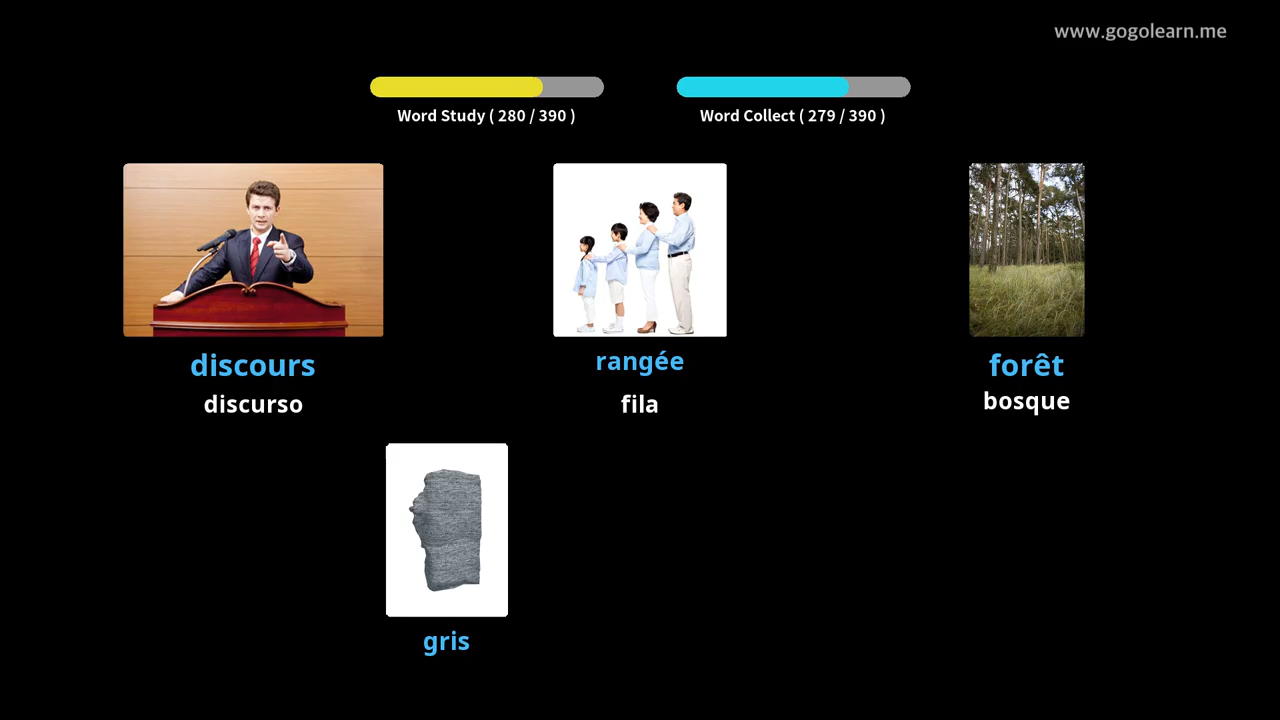 www.gogolearn.me
Word Study ( 280 / 390 )
Word Collect ( 279 / 390 )
discours
discurso
rangée
fila
forêt
bosque
gris